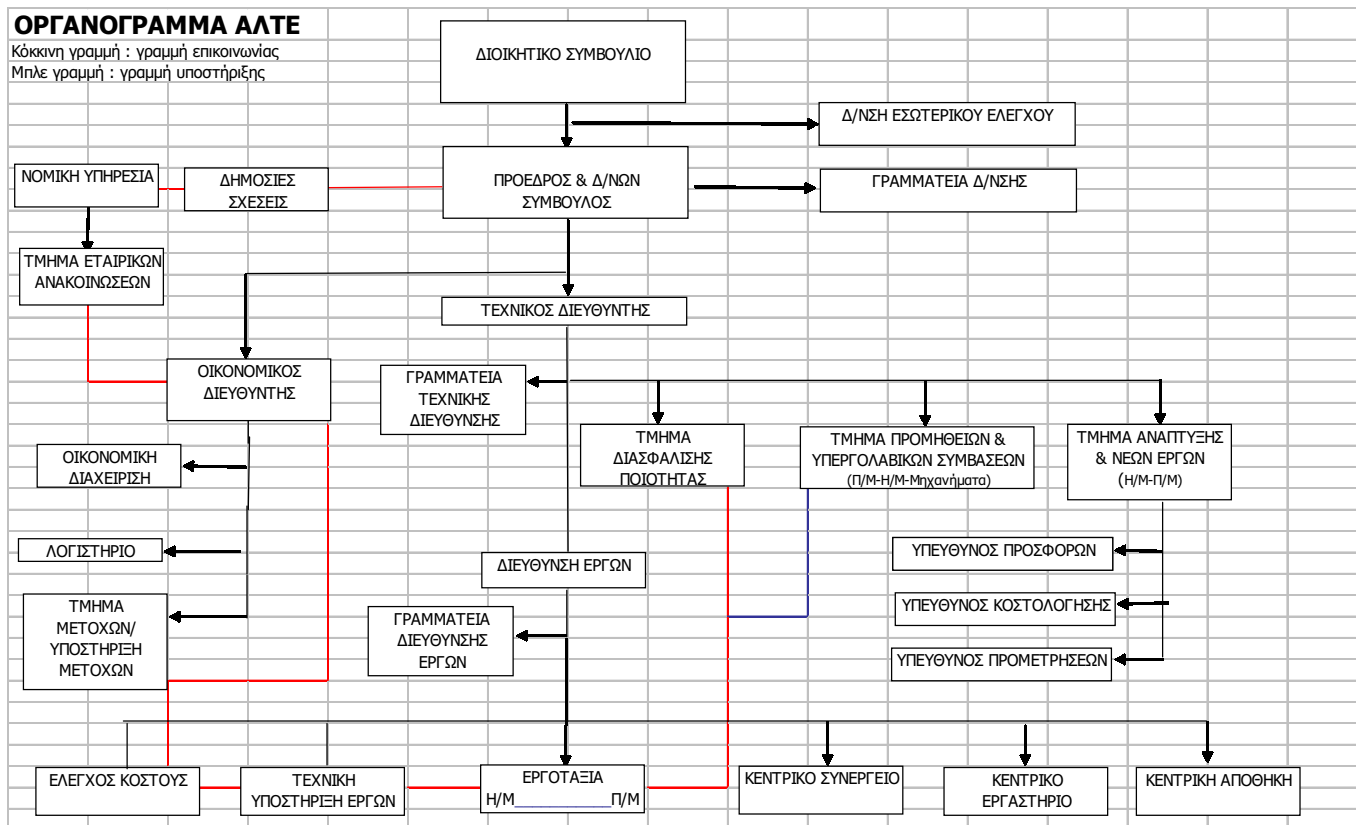 ΟΡΓΑΝΟΓΡΑΜΜΑ ΑΛΤΕ
Κόκκινη γραμμή : γραμμή επικοινωνίας
Μπλε γραμμή : γραμμή υποστήριξης
ΔΙΟΙΚΗΤΙΚΟ ΣΥΜΒΟΥΛΙΟ
Δ/ΝΣΗ ΕΣΩΤΕΡΙΚΟΥ ΕΛΕΓΧΟΥ
ΝΟΜΙΚΗ ΥΠΗΡΕΣΙΑ
ΔΗΜΟΣΙΕΣ
ΣΧΕΣΕΙΣ
ΠΡΟΕΔΡΟΣ & Δ/ΝΩΝ
ΣΥΜΒΟΥΛΟΣ
ΓΡΑΜΜΑΤΕΙΑ Δ/ΝΣΗΣ
ΤΜΗΜΑ ΕΤΑΙΡΙΚΩΝ
ΑΝΑΚΟΙΝΩΣΕΩΝ
ΤΕΧΝΙΚΟΣ ΔΙΕΥΘΥΝΤΗΣ
ΟΙΚΟΝΟΜΙΚΟΣ
ΔΙΕΥΘΥΝΤΗΣ
ΓΡΑΜΜΑΤΕΙΑ
ΤΕΧΝΙΚΗΣ
ΔΙΕΥΘΥΝΣΗΣ
ΤΜΗΜΑ
ΔΙΑΣΦΑΛΙΣΗΣ
ΠΟΙΟΤΗΤΑΣ
ΤΜΗΜΑ ΠΡΟΜΗΘΕΙΩΝ &
ΥΠΕΡΓΟΛΑΒΙΚΩΝ ΣΥΜΒΑΣΕΩΝ
(Π/Μ-Η/Μ-Μηχανήματα)
ΤΜΗΜΑ ΑΝΑΠΤΥΞΗΣ
& ΝΕΩΝ ΕΡΓΩΝ
(Η/Μ-Π/Μ)
ΟΙΚΟΝΟΜΙΚΗ
ΔΙΑΧΕΙΡΙΣΗ
ΛΟΓΙΣΤΗΡΙΟ
ΔΙΕΥΘΥΝΣΗ ΕΡΓΩΝ
ΥΠΕΥΘΥΝΟΣ ΠΡΟΣΦΟΡΩΝ
ΤΜΗΜΑ
ΜΕΤΟΧΩΝ/
ΥΠΟΣΤΗΡΙΞΗ
ΜΕΤΟΧΩΝ
ΓΡΑΜΜΑΤΕΙΑ
ΔΙΕΥΘΥΝΣΗΣ
ΕΡΓΩΝ
ΥΠΕΥΘΥΝΟΣ ΚΟΣΤΟΛΟΓΗΣΗΣ
ΥΠΕΥΘΥΝΟΣ ΠΡΟΜΕΤΡΗΣΕΩΝ
ΕΛΕΓΧΟΣ ΚΟΣΤΟΥΣ
ΤΕΧΝΙΚΗ
ΥΠΟΣΤΗΡΙΞΗ ΕΡΓΩΝ
ΕΡΓΟΤΑΞΙΑ
Η/Μ____________Π/Μ
ΚΕΝΤΡΙΚΟ ΣΥΝΕΡΓΕΙΟ
ΚΕΝΤΡΙΚΟ
ΕΡΓΑΣΤΗΡΙΟ
ΚΕΝΤΡΙΚΗ ΑΠΟΘΗΚΗ